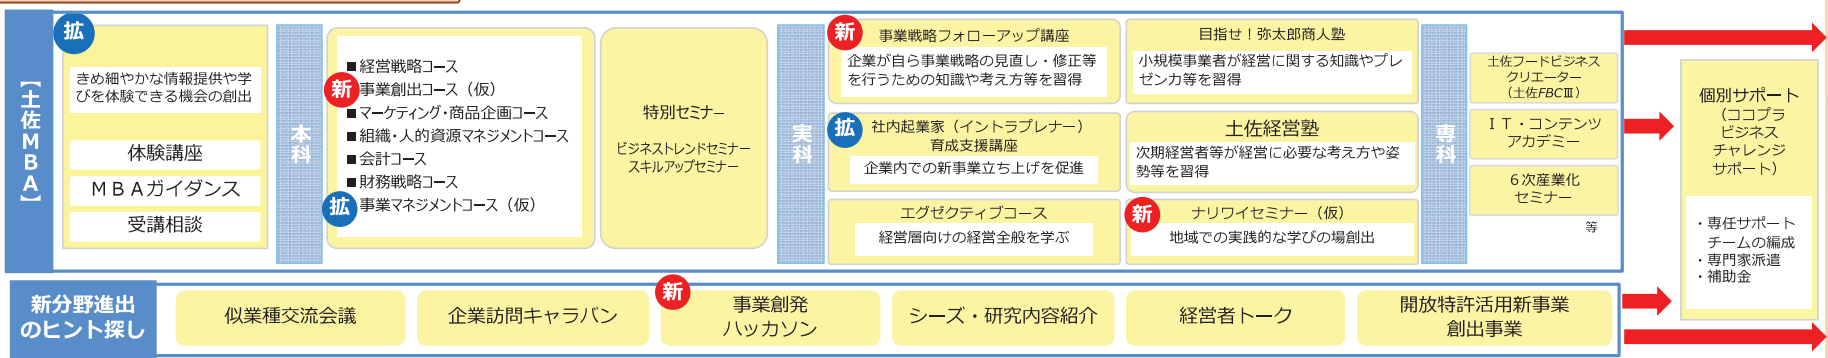 【土佐MBA】
拡
きめ細やかな情報提供や学
びを体験できる機会の創出
体験講座
ＭＢＡガイダンス
受講相談
本科
■経営戦略コース
新
■事業創出コース（仮）
■マーケティング・商品企画コース
■組織・人的資源マネジメントコース
■会計コース
■財務戦略コース
拡
■事業マネジメントコース（仮）
特別セミナー
ビジネストレンドセミナー
スキルアップセミナー
実科
新
事業戦略フォローアップ講座
企業が自ら事業戦略の見直し・修正等
を行うための知識や考え方等を習得
拡
社内起業家（イントラプレナー）
育成支援講座
企業内での新事業立ち上げを促進
エグゼクティブコース
経営層向けの経営全般を学ぶ
目指せ！弥太郎商人塾
小規模事業者が経営に関する知識やプレ
ゼン力等を習得
土佐経営塾
次期経営者等が経営に必要な考え方や姿
勢等を習得
新
ナリワイセミナー（仮）
地域での実践的な学びの場創出
専科
土佐フードビジネス
クリエーター
（土佐FBCⅢ）
ＩＴ・コンテンツ
アカデミー
６次産業化
セミナー
等
個別サポート
（ココプラ
ビジネス
チャレンジ
サポート）
・専任サポート
チームの編成
・専門家派遣
・補助金
新分野進出
のヒント探し
似業種交流会議
企業訪問キャラバン
新
事業創発
ハッカソン
シーズ・研究内容紹介
経営者トーク
開放特許活用新事業
創出事業